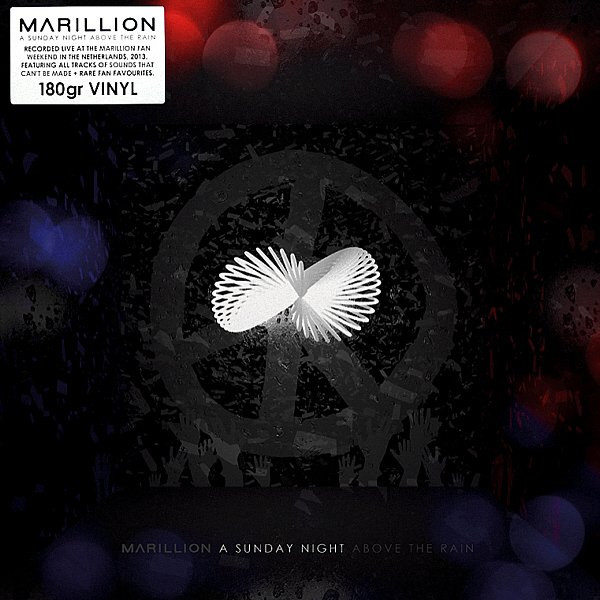 MARILLION
A SUNDAY NIGHT ABOVE THE RAIN
RECORDED LIVE AT THE MARILLION FAN
WEEKEND IN THE NETHERLANDS, 2013.
FEATURING ALL TRACKS OF SOUNDS THAT
CAN'T BE MADE + RARE FAN FAVOURITES.
180gr VINYL
MARILLION A SUNDAY NIGHT ABOVE THE RAIN